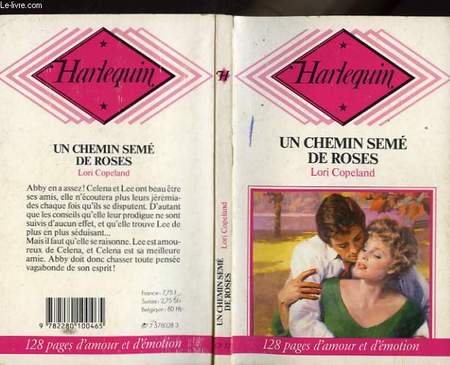 Le-livre.com
Harlequin
UN CHEMIN SEMÉ
DE ROSES
Lori Copeland
Abby en a assez! Celena et Lee ont beau être
ses amis, elle n'écoutera plus leurs jérémia-
des chaque fois qu'ils se disputent. D'autant
que les conseils qu'elle leur prodigue ne sont
suivis d'aucun effet, et qu'elle trouve Lee de
plus en plus séduisant...
Mais il faut qu'elle se raisonne. Lee est amou-
reux de Celena, et Celena est sa meilleure
amie. Abby doit donc chasser toute pensée
vagabonde de son esprit!
France: 7,75 F
Suisse: 2,75 Sfr
Belgique: 60 Fb
9 782280 100465
128 pages d'amour et d'émotion
H
UN CHEMIN SEMÉ
DE ROSES
Lori Copeland
Harlequin
UN CHEMIN SEMÉ
DE ROSES
Lori Copeland
128 pages d'amour et d'émotion